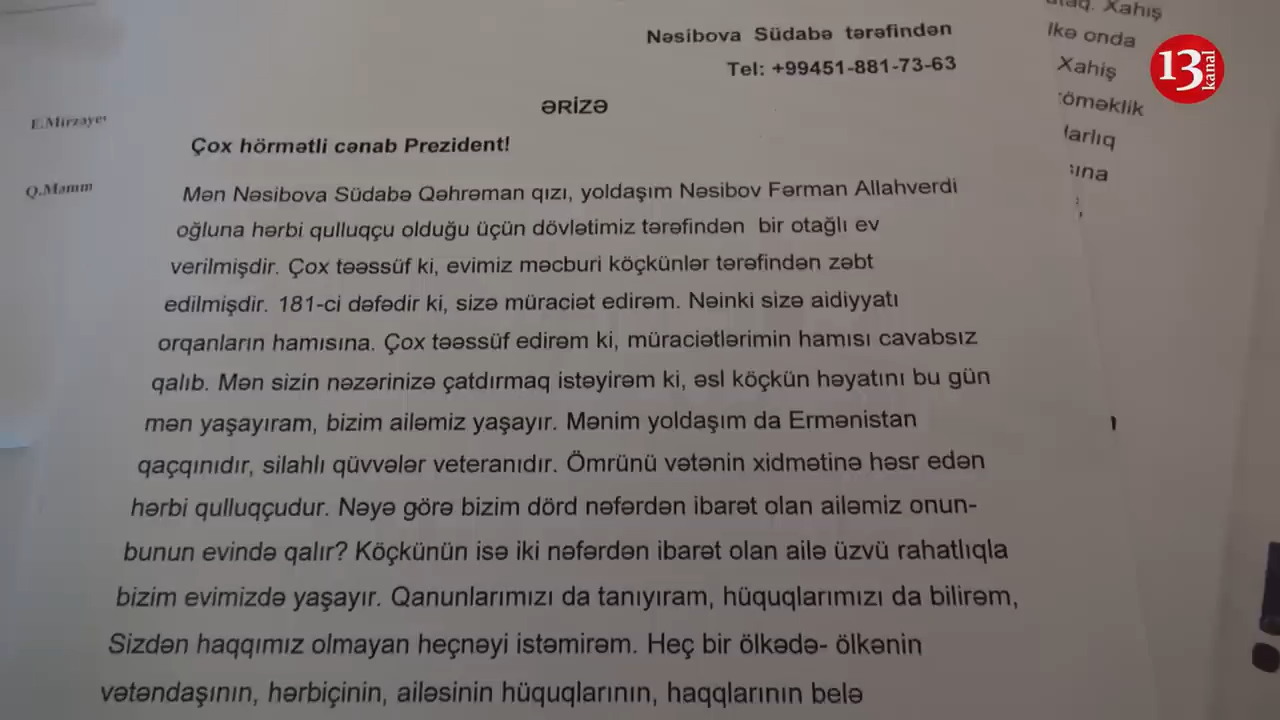 Nəsibova Südabə tərəfindən
Tel: +99451-881-73-63
ƏRİZƏ
Çox hörmətli cənab Prezident!
Mən Nəsibova Südabə Qəhrəman qızı, yoldaşım Nəsibov Fərman Allahverdi
oğluna hərbi qulluqçu olduğu üçün dövlətimiz tərəfindən bir otağlı ev
verilmişdir. Çox təəssüf ki, evimiz məcburi köçkünlər tərəfindən zəbt
edilmişdir. 181-ci dəfədir ki, sizə müraciət edirəm. Nəinki sizə aidiyyatı
orqanların hamısına. Çox təəssüf edirəm ki, müraciətlərimin hamısı cavabsız
qalıb. Mən sizin nəzərinizə çatdırmaq istəyirəm ki, əsl köçkün həyatını bu gün
mən yaşayıram, bizim ailəmiz yaşayır. Mənim yoldaşım da Ermənistan
qaçqınıdır, silahlı qüvvələr veteranıdır. Ömrünü vətənin xidmətinə həsr edən
hərbi qulluqçudur. Nəyə görə bizim dörd nəfərdən ibarət olan ailəmiz onun-
bunun evində qalır? Köçkünün isə iki nəfərdən ibarət olan ailə üzvü rahatlıqla
bizim evimizdə yaşayır. Qanunlarımızı da tanıyıram, hüquqlarımızı da bilirəm,
Sizdən haqqımız olmayan heçnəyi istəmirəm. Heç bir ölkədə- ölkənin
vətəndaşının, hərbiçinin, ailəsinin hüquqlarının, haqqlarının belə
E.Mirzəye
Q.Məmm
Xahiş
onda
Xahiş
13 kanal